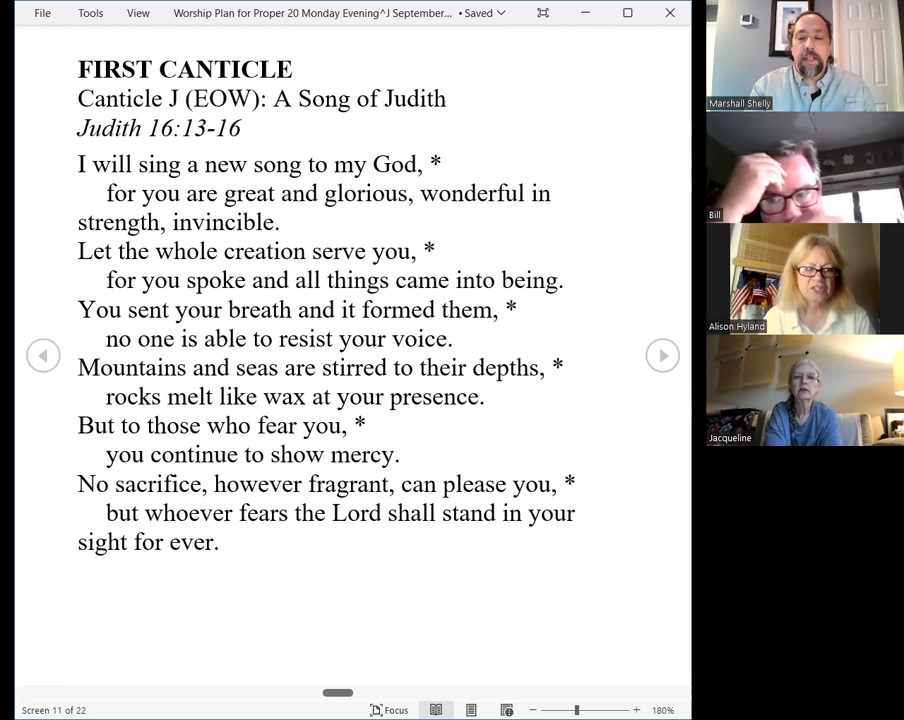 File Tools View Worship Plan for Proper 20 Monday Evening^J September... • Saved
FIRST CANTICLE
Canticle J (EOW): A Song of Judith
Judith 16:13-16
I will sing a new song to my God, *
for you are great and glorious, wonderful in
strength, invincible.
Let the whole creation serve you, *
for you spoke and all things came into being.
You sent your breath and it formed them, *
no one is able to resist your voice.
Mountains and seas are stirred to their depths, *
rocks melt like wax at your presence.
But to those who fear you, *
you continue to show mercy.
No sacrifice, however fragrant, can please you, *
but whoever fears the Lord shall stand in your
sight for ever.
Screen 11 of 22 Focus 180%
Marshall Shelly
Bill
Alison Hyland
Jacqueline